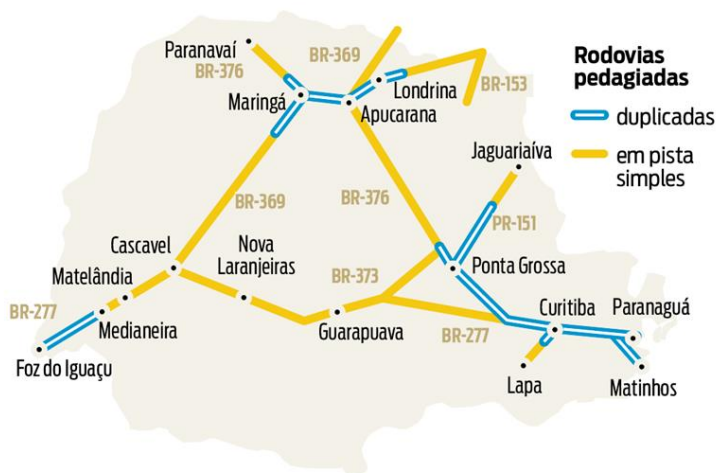 Paranavaí
BR-376
BR-369
Rodovias
pedagiadas
Maringá
Londrina
BR-153
Apucarana
duplicadas
Jaguariaíva
em pista
simples
BR-369
BR-376
PR-151
Cascavel
Nova
Laranjeiras
Matelândia
BR-373
Ponta Grossa
BR-277
Medianeira
Guarapuava
BR-277
Curitiba
Paranaguá
Foz do Iguaçu
Lapa
Matinhos